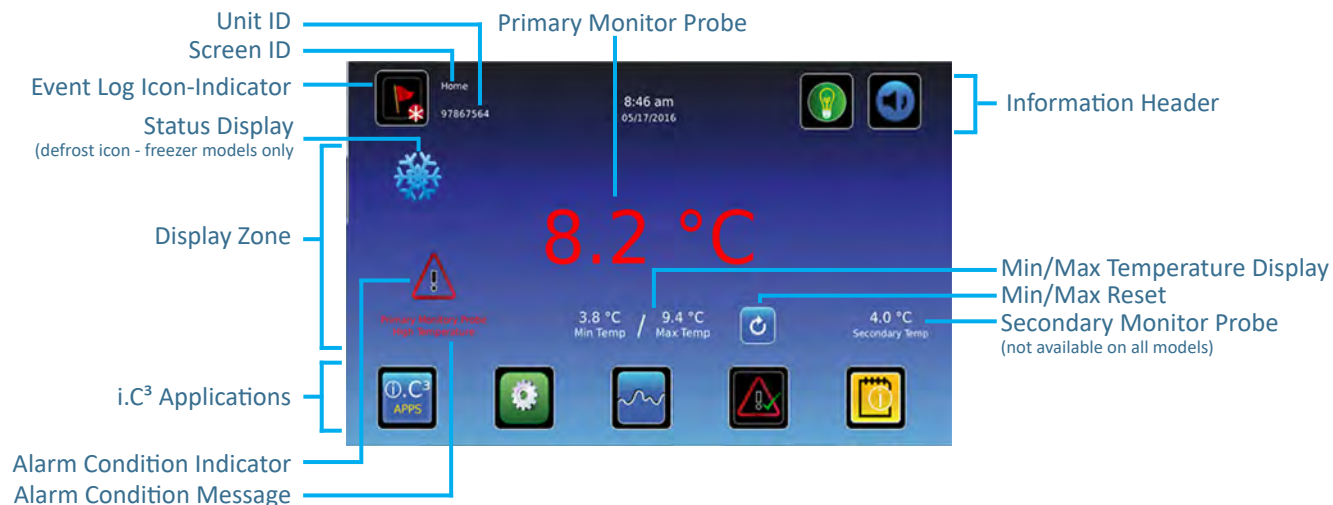 Unit ID
Primary Monitor Probe
Screen ID
Event Log Icon-Indicator
Home
8:46 am
Information Header
97867564
05/17/2016
Status Display
(defrost icon - freezer models only
8.2 °C
Display Zone
Min/Max Temperature Display
Min/Max Reset
3.8 °C / 9.4 °C
4.0 °C
Secondary Monitor Probe
Min Temp Max Temp
Secondary Temp
Primary Monitor Probe
High Temperature
(not available on all models)
i.C³ Applications
i.C³
APPS
Alarm Condition Indicator
Alarm Condition Message